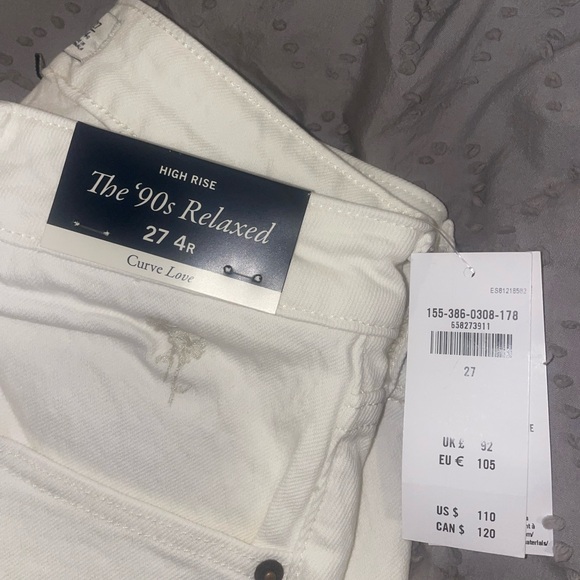 HIGH RISE
The '90s Relaxed
27 4R
Curve Love
155-386-0308-178
658273911
27
UK £ 92
EU € 105
US $ 110
CAN $ 120